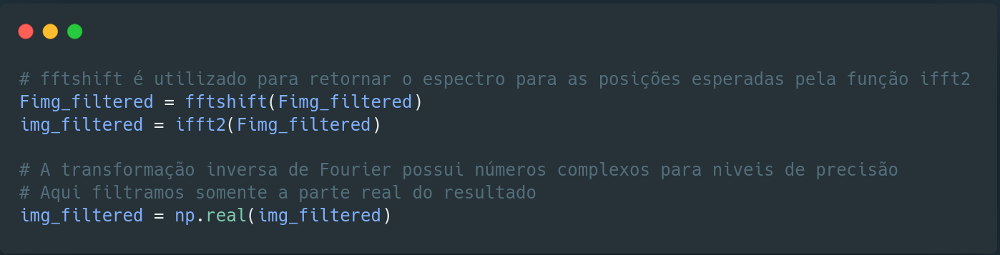 # fftshift é utilizado para retornar o espectro para as posições esperadas pela função ifft2
Fimg_filtered = fftshift(Fimg_filtered)
img_filtered = ifft2(Fimg_filtered)
# A transformação inversa de Fourier possui números complexos para niveis de precisão
# Aqui filtramos somente a parte real do resultado
img_filtered = np.real(img_filtered)